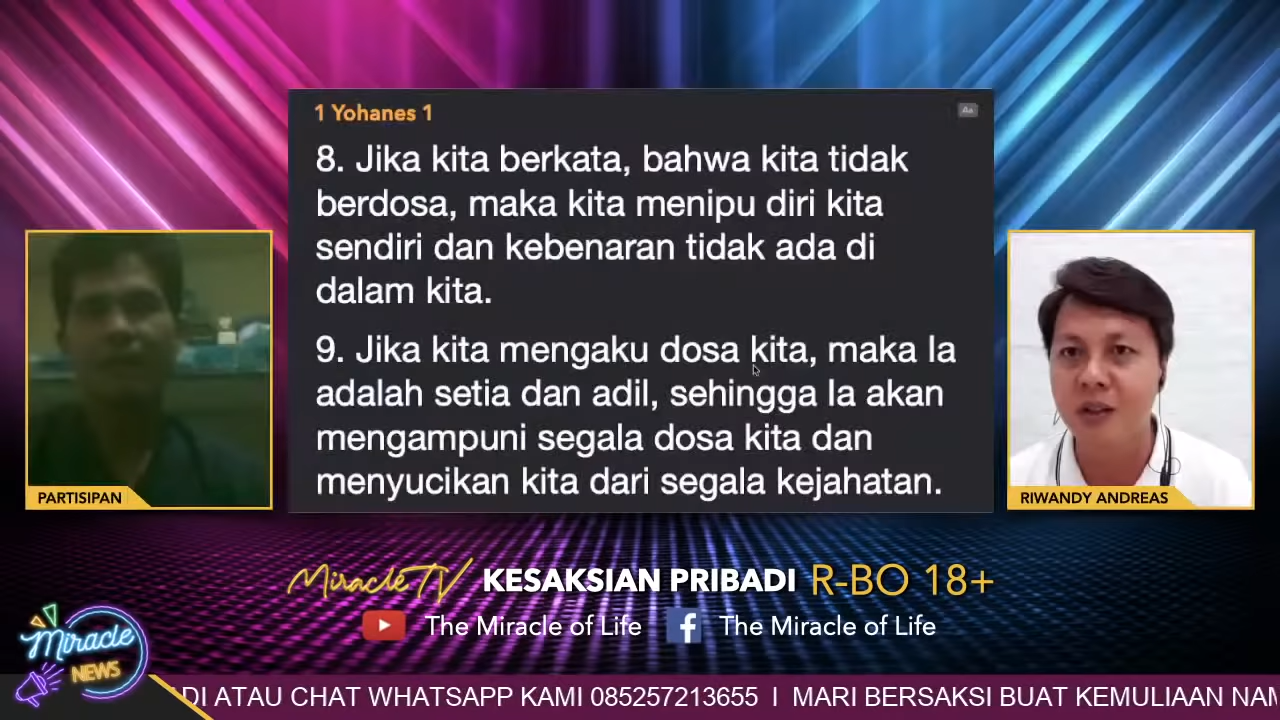 1 Yohanes 1
Aa
8. Jika kita berkata, bahwa kita tidak
berdosa, maka kita menipu diri kita
sendiri dan kebenaran tidak ada di
dalam kita.
9. Jika kita mengaku dosa kita, maka Ia
adalah setia dan adil, sehingga Ia akan
mengampuni segala dosa kita dan
menyucikan kita dari segala kejahatan.
PARTISIPAN
RIWANDY ANDREAS
MiracleTV KESAKSIAN PRIBADI R-BO 18+
The Miracle of Life f The Miracle of Life
Miracle
NEWS
DI ATAU CHAT WHATSAPP KAMI 085257213655 I MARI BERSAKSI BUAT KEMULIAAN NAM